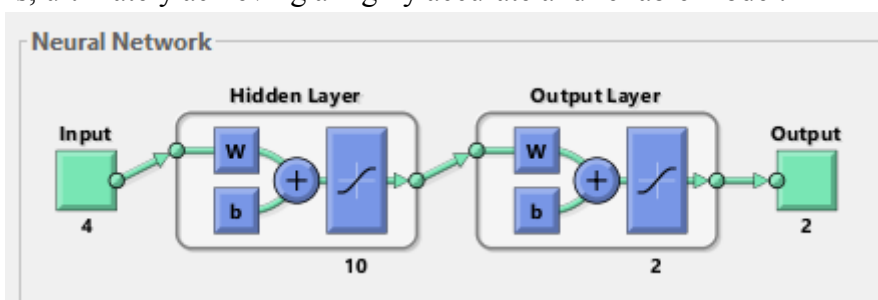 Neural Network
Hidden Layer
Output Layer
Input
Output
W
W
b
b
4
2
10
2